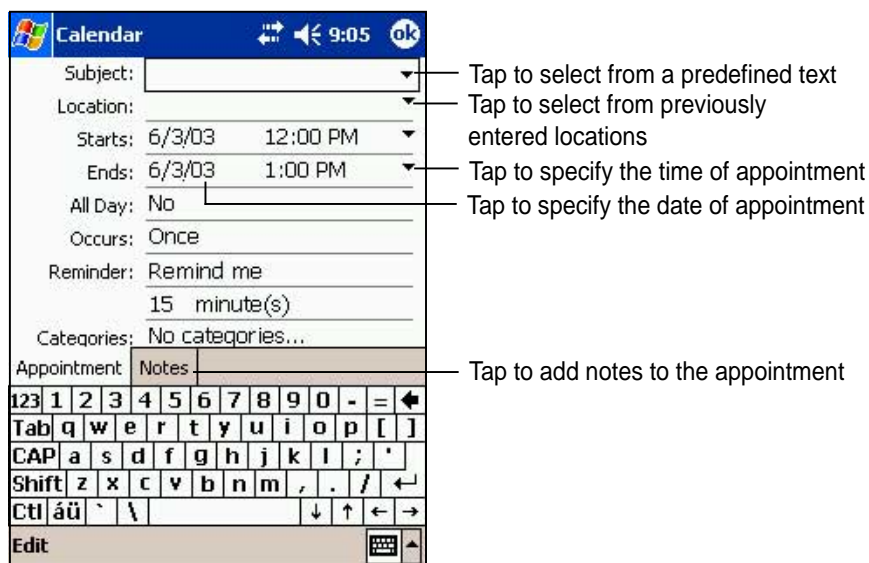 Calendar 9:05 ok
Subject:
Tap to select from a predefined text
Location:
Tap to select from previously
entered locations
Starts: 6/3/03 12:00 PM
Ends: 6/3/03 1:00 PM
Tap to specify the time of appointment
Tap to specify the date of appointment
All Day: No
Occurs: Once
Reminder: Remind me
15 minute(s)
Categories: No categories...
Appointment Notes
Tap to add notes to the appointment
123 1 2 3 4 5 6 7 8 9 0 - = 🡸
Tab q w e r t y u i o p [ ]
CAP a s d f g h j k l ; '
Shift z x c v b n m , . / ↵
Ctl áü ` \ ↓ ↑ ← →
Edit